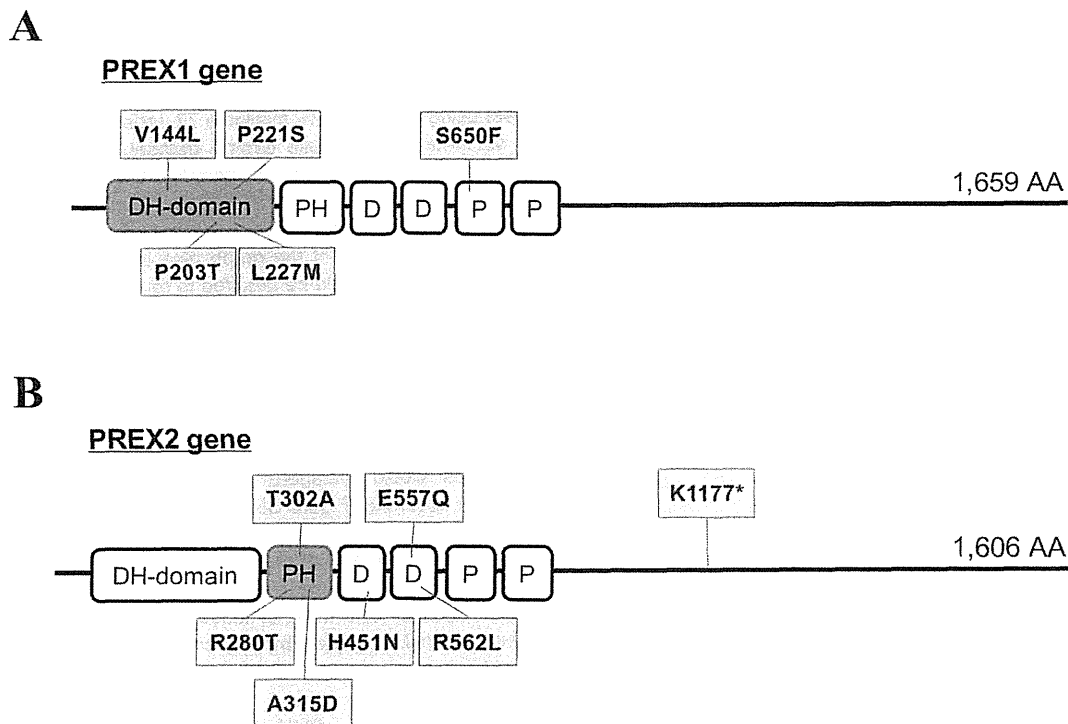 A
PREX1 gene
V144L P221S S650F
1,659 AA
DH-domain PH D D P P
P203T L227M
B
PREX2 gene
T302A E557Q K1177*
1,606 AA
DH-domain PH D D P P
R280T H451N R562L
A315D